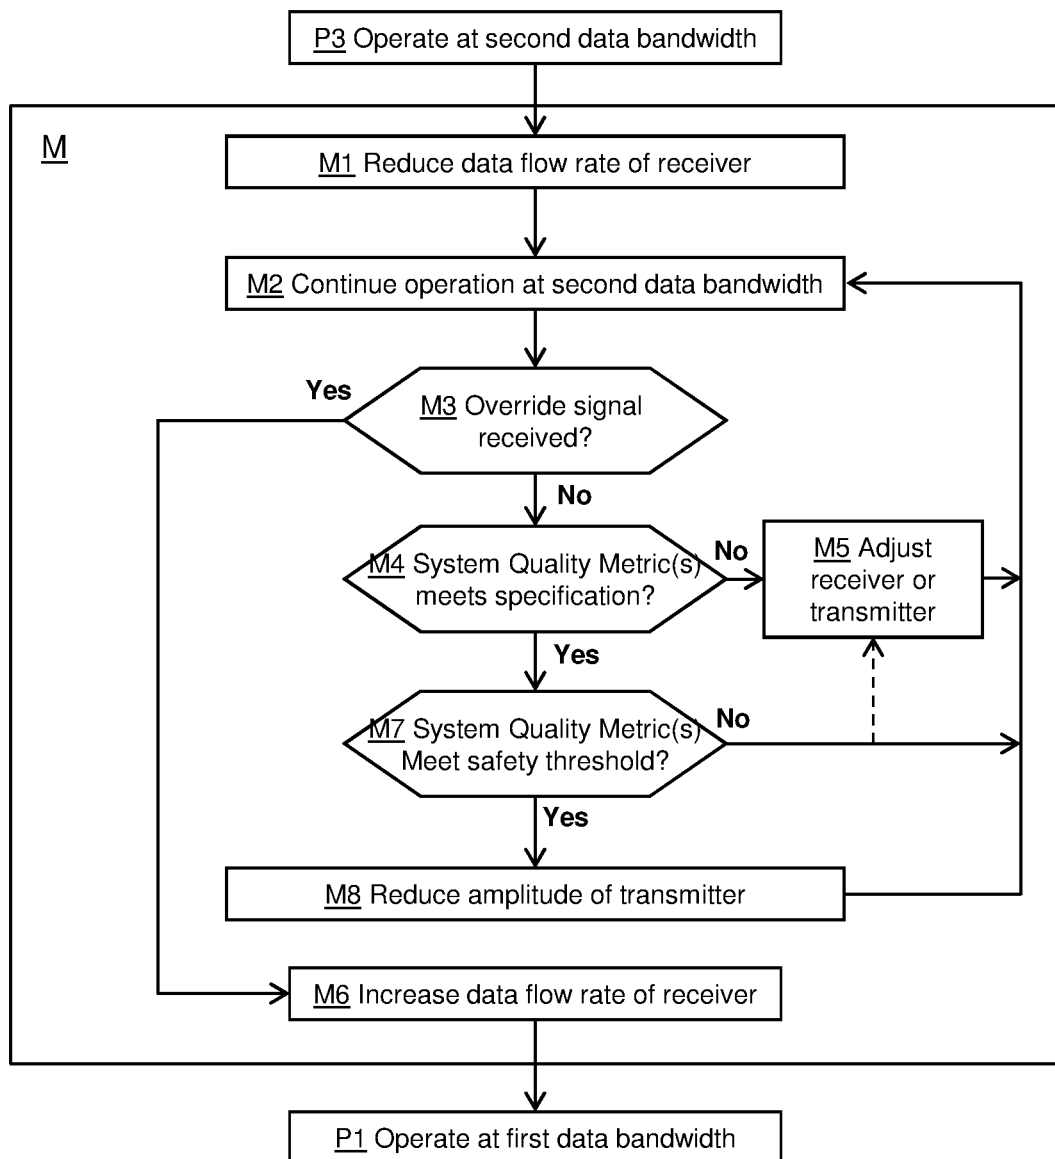 P3 Operate at second data bandwidth
M
M1 Reduce data flow rate of receiver
M2 Continue operation at second data bandwidth
Yes
M3 Override signal
received?
No
M4 System Quality Metric(s)
meets specification?
No
M5 Adjust
receiver or
transmitter
Yes
M7 System Quality Metric(s)
Meet safety threshold?
No
Yes
M8 Reduce amplitude of transmitter
M6 Increase data flow rate of receiver
P1 Operate at first data bandwidth